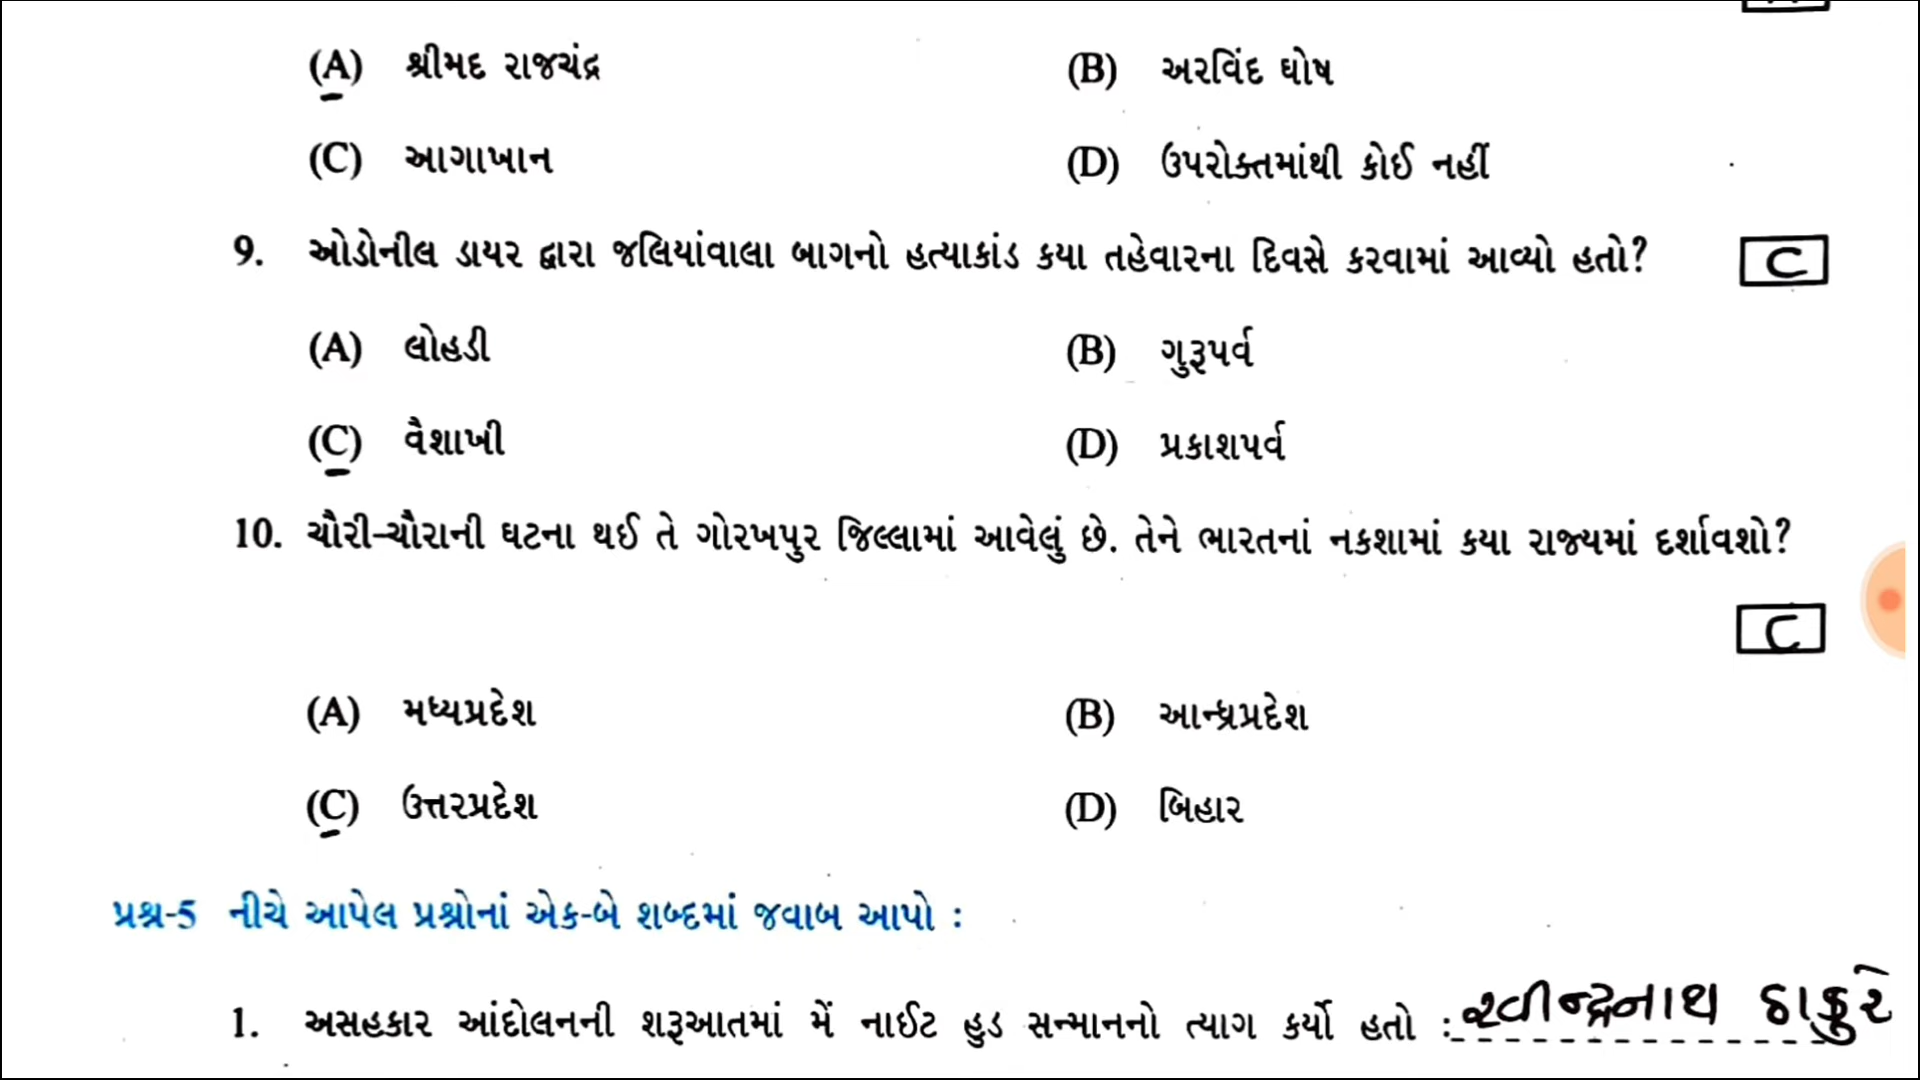 (A) શ્રીમદ રાજચંદ્ર (B) અરવિંદ ઘોષ
(C) આગાખાન (D) ઉપરોક્તમાંથી કોઈ નહીં
9. ઓડોનીલ ડાયર દ્વારા જલિયાંવાલા બાગનો હત્યાકાંડ કયા તહેવારના દિવસે કરવામાં આવ્યો હતો? C
(A) લોહડી (B) ગુરૂપર્વ
(C) વૈશાખી (D) પ્રકાશપર્વ
10. ચૌરી-ચૌરાની ઘટના થઈ તે ગોરખપુર જિલ્લામાં આવેલું છે. તેને ભારતનાં નકશામાં કયા રાજ્યમાં દર્શાવશો?
C
(A) મધ્યપ્રદેશ (B) આન્ધ્રપ્રદેશ
(C) ઉત્તરપ્રદેશ (D) બિહાર
પ્રશ્ન-5 નીચે આપેલ પ્રશ્નોનાં એક-બે શબ્દમાં જવાબ આપો :
1. અસહકાર આંદોલનની શરૂઆતમાં મેં નાઈટ હુડ સન્માનનો ત્યાગ કર્યો હતો : રવીન્દ્રનાથ ઠાકુરે